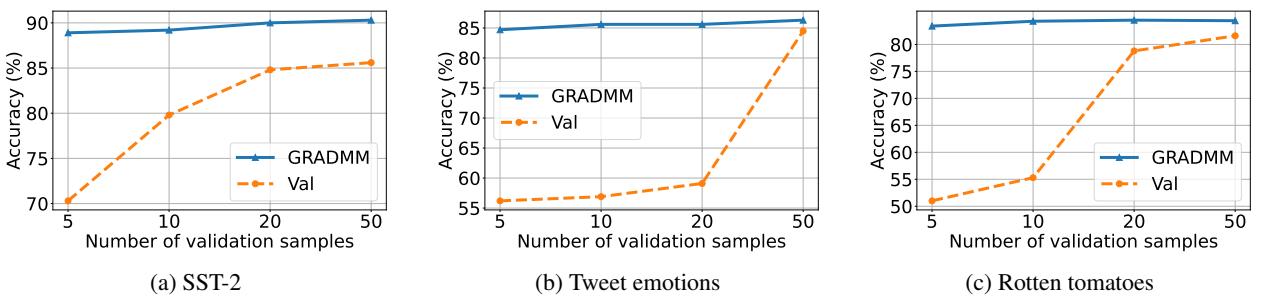 Accuracy (%)
90
85
80
75
70
GRADMM
Val
5 10 20 50
Number of validation samples
(a) SST-2
Accuracy (%)
85
80
75
70
65
60
55
GRADMM
Val
5 10 20 50
Number of validation samples
(b) Tweet emotions
Accuracy (%)
80
75
70
65
60
55
50
GRADMM
Val
5 10 20 50
Number of validation samples
(c) Rotten tomatoes